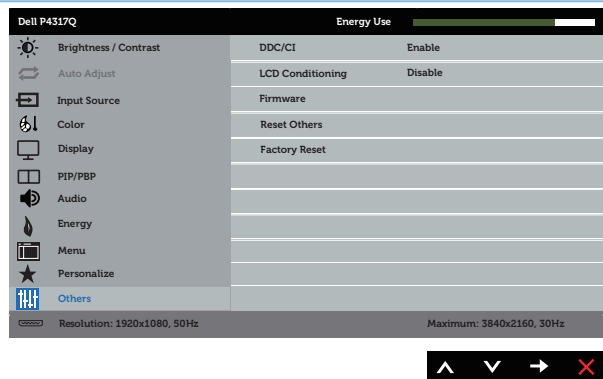 Dell P4317Q Energy Use
Brightness / Contrast DDC/CI Enable
Auto Adjust LCD Conditioning Disable
Input Source Firmware
Color Reset Others
Display Factory Reset
PIP/PBP
Audio
Energy
Menu
Personalize
Others
Resolution: 1920x1080, 50Hz Maximum: 3840x2160, 30Hz